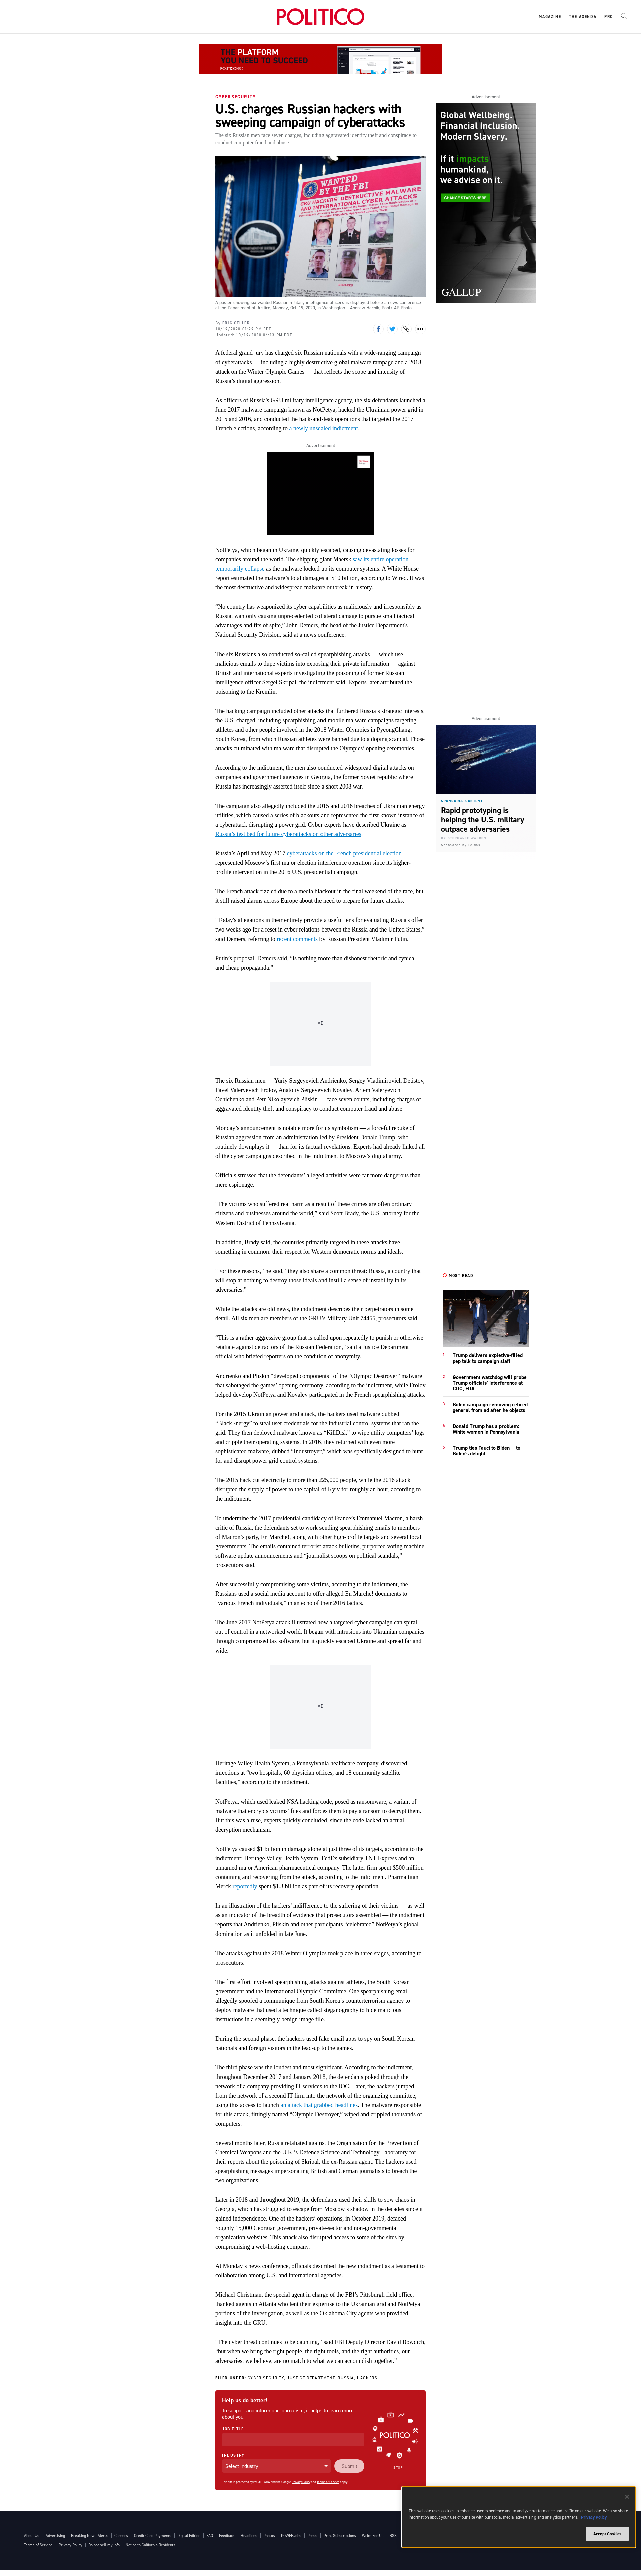 POLITICO
MAGAZINE
THE AGENDA
PRO
THE PLATFORM
YOU NEED TO SUCCEED
POLITICOPRO
CYBERSECURITY
U.S. charges Russian hackers with
sweeping campaign of cyberattacks
The six Russian men face seven charges, including aggravated identity theft and conspiracy to
conduct computer fraud and abuse.
WANTED
BY THE FBI
GRU HACKERS' DESTRUCTIVE MALWARE
AND INTERNATIONAL CYBER ATTACKS
A poster showing six wanted Russian military intelligence officers is displayed before a news conference
at the Department of Justice, Monday, Oct. 19, 2020, in Washington. | Andrew Harnik, Pool/ AP Photo
By ERIC GELLER
10/19/2020 01:29 PM EDT
Updated: 10/19/2020 06:13 PM EDT
A federal grand jury has charged six Russian nationals with a wide-ranging campaign
of cyberattacks — including a highly disruptive global malware rampage and a 2018
attack on the Winter Olympic Games — that reflects the scope and intensity of
Russia's digital aggression.
As officers of Russia's GRU military intelligence agency, the six defendants launched a
June 2017 malware campaign known as NotPetya, hacked the Ukrainian power grid in
2015 and 2016, and conducted the hack-and-leak operations that targeted the 2017
French elections, according to a newly unsealed indictment.
Advertisement
NotPetya, which began in Ukraine, quickly escaped, causing devastating losses for
companies around the world. The shipping giant Maersk saw its entire operation
temporarily collapse as the malware locked up its computer systems. A White House
report estimated the malware's total damages at $10 billion, according to Wired. It was
the most destructive and widespread malware outbreak in history.
“No country has weaponized its cyber capabilities as maliciously and irresponsibly as
Russia, wantonly causing unprecedented collateral damage to pursue small tactical
advantages and fits of spite,” John Demers, the head of the Justice Department's
National Security Division, said at a news conference.
The six Russians also conducted so-called spearphishing attacks — which use
malicious emails to dupe victims into exposing their private information — against
British and international experts investigating the poisoning of former Russian
intelligence officer Sergei Skripal, the indictment said. Experts later attributed the
poisoning to the Kremlin.
The hacking campaign included other attacks that furthered Russia's strategic interests,
the U.S. charged, including spearphishing and mobile malware campaigns targeting
athletes and other people involved in the 2018 Winter Olympics in PyeongChang,
South Korea, from which Russian athletes were banned due to a doping scandal. Those
attacks culminated with malware that disrupted the Olympics' opening ceremonies.
According to the indictment, the men also conducted widespread digital attacks on
companies and government agencies in Georgia, the former Soviet republic where
Russia has increasingly asserted itself since a short 2008 war.
The campaign also allegedly included the 2015 and 2016 breaches of Ukrainian energy
utilities, which caused a series of blackouts and represented the first known instance of
a cyberattack disrupting a power grid. Cyber experts have described Ukraine as
Russia's test bed for future cyberattacks on other adversaries.
Russia's April and May 2017 cyberattacks on the French presidential election
represented Moscow's first major election interference operation since its higher-
profile intervention in the 2016 U.S. presidential campaign.
The French attack fizzled due to a media blackout in the final weekend of the race, but
it still raised alarms across Europe about the need to prepare for future attacks.
“Today's allegations in their entirety provide a useful lens for evaluating Russia's offer
two weeks ago for a reset in cyber relations between the Russia and the United States,”
said Demers, referring to recent comments by Russian President Vladimir Putin.
Putin's proposal, Demers said, “is nothing more than dishonest rhetoric and cynical
and cheap propaganda.”
AD
The six Russian men — Yuriy Sergeyevich Andrienko, Sergey Vladimirovich Detistov,
Pavel Valeryevich Frolov, Anatoliy Sergeyevich Kovalev, Artem Valeryevich
Ochichenko and Petr Nikolayevich Pliskin — face seven counts, including charges of
aggravated identity theft and conspiracy to conduct computer fraud and abuse.
Monday's announcement is notable more for its symbolism — a forceful rebuke of
Russian aggression from an administration led by President Donald Trump, who
routinely downplays it — than for its factual revelations. Experts had already linked all
of the cyber campaigns described in the indictment to Moscow's digital army.
Officials stressed that the defendants' alleged activities were far more dangerous than
mere espionage.
“The victims who suffered real harm as a result of these crimes are often ordinary
citizens and businesses around the world,” said Scott Brady, the U.S. attorney for the
Western District of Pennsylvania.
In addition, Brady said, the countries primarily targeted in these attacks have
something in common: their respect for Western democratic norms and ideals.
“For these reasons,” he said, “they also share a common threat: Russia, a country that
will stop at nothing to destroy those ideals and instill a sense of instability in its
adversaries.”
While the attacks are old news, the indictment describes their perpetrators in some
detail. All six men are members of the GRU's Military Unit 74455, prosecutors said.
“This is a rather aggressive group that is called upon repeatedly to punish or otherwise
retaliate against detractors of the Russian Federation,” said a Justice Department
official who briefed reporters on the condition of anonymity.
Andrienko and Pliskin “developed components” of the “Olympic Destroyer” malware
that sabotaged the games' opening ceremony, according to the indictment, while Frolov
helped develop NotPetya and Kovalev participated in the French spearphishing attacks.
For the 2015 Ukrainian power grid attack, the hackers used malware dubbed
“BlackEnergy” to steal user credentials for the industrial control systems that ran the
grid. They then deployed malware known as “KillDisk” to wipe utility computers' logs
and cripple their operating systems. In 2016, they returned with even more
sophisticated malware, dubbed “Industroyer,” which was specifically designed to hunt
for and disrupt power grid control systems.
The 2015 hack cut electricity to more than 225,000 people, while the 2016 attack
disrupted the supply of power to the capital of Kyiv for roughly an hour, according to
the indictment.
To undermine the 2017 presidential candidacy of France's Emmanuel Macron, a harsh
critic of Russia, the defendants set to work sending spearphishing emails to members
of Macron's party, En Marche!, along with other high-profile targets and several local
governments. The emails contained terrorist attack bulletins, purported voting machine
software update announcements and “journalist scoops on political scandals,”
prosecutors said.
After successfully compromising some victims, according to the indictment, the
Russians used a social media account to offer alleged En Marche! documents to
“various French individuals,” in an echo of their 2016 tactics.
The June 2017 NotPetya attack illustrated how a targeted cyber campaign can spiral
out of control in a networked world. It began with intrusions into Ukrainian companies
through compromised tax software, but it quickly escaped Ukraine and spread far and
wide.
AD
Heritage Valley Health System, a Pennsylvania healthcare company, discovered
infections at “two hospitals, 60 physician offices, and 18 community satellite
facilities,” according to the indictment.
NotPetya, which used leaked NSA hacking code, posed as ransomware, a variant of
malware that encrypts victims' files and forces them to pay a ransom to decrypt them.
But this was a ruse, experts quickly concluded, since the code lacked an actual
decryption mechanism.
NotPetya caused $1 billion in damage alone at just three of its targets, according to the
indictment: Heritage Valley Health System, FedEx subsidiary TNT Express and an
unnamed major American pharmaceutical company. The latter firm spent $500 million
containing and recovering from the attack, according to the indictment. Pharma titan
Merck reportedly spent $1.3 billion as part of its recovery operation.
In an illustration of the hackers' indifference to the suffering of their victims — as well
as an indicator of the breadth of evidence that prosecutors assembled — the indictment
reports that Andrienko, Pliskin and other participants “celebrated” NotPetya's global
domination as it unfolded in late June.
The attacks against the 2018 Winter Olympics took place in three stages, according to
prosecutors.
The first effort involved spearphishing attacks against athletes, the South Korean
government and the International Olympic Committee. One spearphishing email
allegedly spoofed a communique from South Korea's counterterrorism agency to
deploy malware that used a technique called steganography to hide malicious
instructions in a seemingly benign image file.
During the second phase, the hackers used fake email apps to spy on South Korean
nationals and foreign visitors in the lead-up to the games.
The third phase was the loudest and most significant. According to the indictment,
throughout December 2017 and January 2018, the defendants poked through the
network of a company providing IT services to the IOC. Later, the hackers jumped
from the network of a second IT firm into the network of the organizing committee,
using this access to launch an attack that grabbed headlines. The malware responsible
for this attack, fittingly named “Olympic Destroyer,” wiped and crippled thousands of
computers.
Several months later, Russia retaliated against the Organisation for the Prevention of
Chemical Weapons and the U.K.'s Defence Science and Technology Laboratory for
their reports about the poisoning of Skripal, the ex-Russian agent. The hackers used
spearphishing messages impersonating British and German journalists to breach the
two organizations.
Later in 2018 and throughout 2019, the defendants used their skills to sow chaos in
Georgia, which has struggled to escape from Moscow's shadow in the decades since it
gained independence. One of the hackers' operations, in October 2019, defaced
roughly 15,000 Georgian government, private-sector and non-governmental
organization websites. This attack also disrupted access to some of the sites by
compromising a web-hosting company.
At Monday's news conference, officials described the new indictment as a testament to
collaboration among U.S. and international agencies.
Michael Christman, the special agent in charge of the FBI's Pittsburgh field office,
thanked agents in Atlanta who lent their expertise to the Ukrainian grid and NotPetya
portions of the investigation, as well as the Oklahoma City agents who provided
insight into the GRU.
“The cyber threat continues to be daunting,” said FBI Deputy Director David Bowdich,
“but when we bring the right people, the right tools, and the right authorities, our
adversaries, we believe, are no match to what we can accomplish together.”
FILED UNDER: CYBER SECURITY, JUSTICE DEPARTMENT, RUSSIA, HACKERS
Help us do better!
To support and inform our journalism, it helps to learn more
about you.
JOB TITLE
INDUSTRY
Select Industry
Submit
This site is protected by reCAPTCHA and the Google Privacy Policy and Terms of Service apply.
POLITICO
STOP
Advertisement
Global Wellbeing.
Financial Inclusion.
Modern Slavery.
If it impacts
humankind,
we advise on it.
CHANGE STARTS HERE
GALLUP
Advertisement
SPONSORED CONTENT
Rapid prototyping is
helping the U.S. military
outpace adversaries
MOST READ
1 Trump delivers expletive-filled
pep talk to campaign staff
2 Government watchdog will probe
Trump officials' interference at
CDC, FDA
3 Biden campaign removing retired
general from ad after he objects
4 Donald Trump has a problem:
White women in Pennsylvania
5 Trump ties Fauci to Biden — to
Biden's delight
About Us
Advertising
Breaking News Alerts
Careers
Credit Card Payments
Digital Edition
FAQ
Feedback
Headlines
Photos
POWERJobs
Press
Print Subscriptions
Write For Us
RSS
Terms of Service
Privacy Policy
Do not sell my info
Notice to California Residents
This website uses cookies to enhance user experience and to analyze performance and traffic on our website. We also share
information about your use of our site with our social media, advertising and analytics partners. Privacy Policy
Accept Cookies